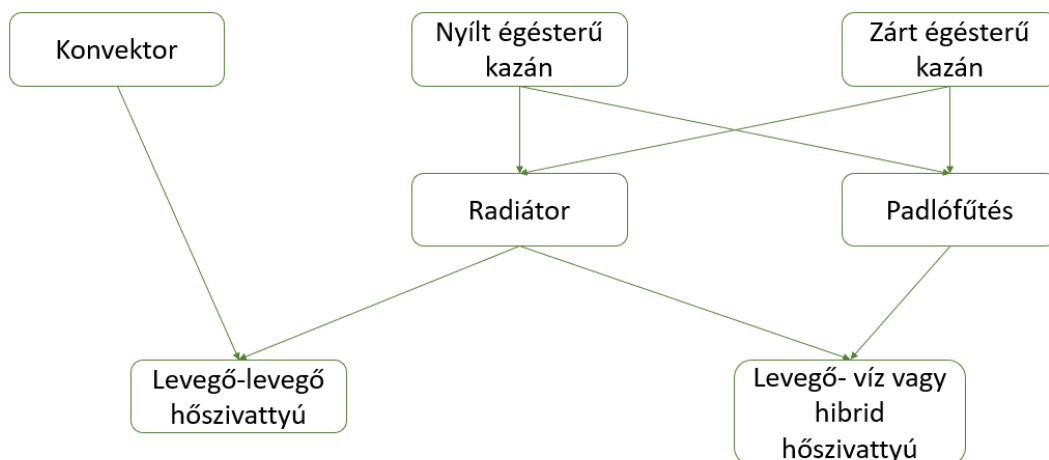 Konvektor
Nyílt égésterű
kazán
Zárt égésterű
kazán
Radiátor
Padlófűtés
Levegő-levegő
hőszivattyú
Levegő- víz vagy
hibrid
hőszivattyú